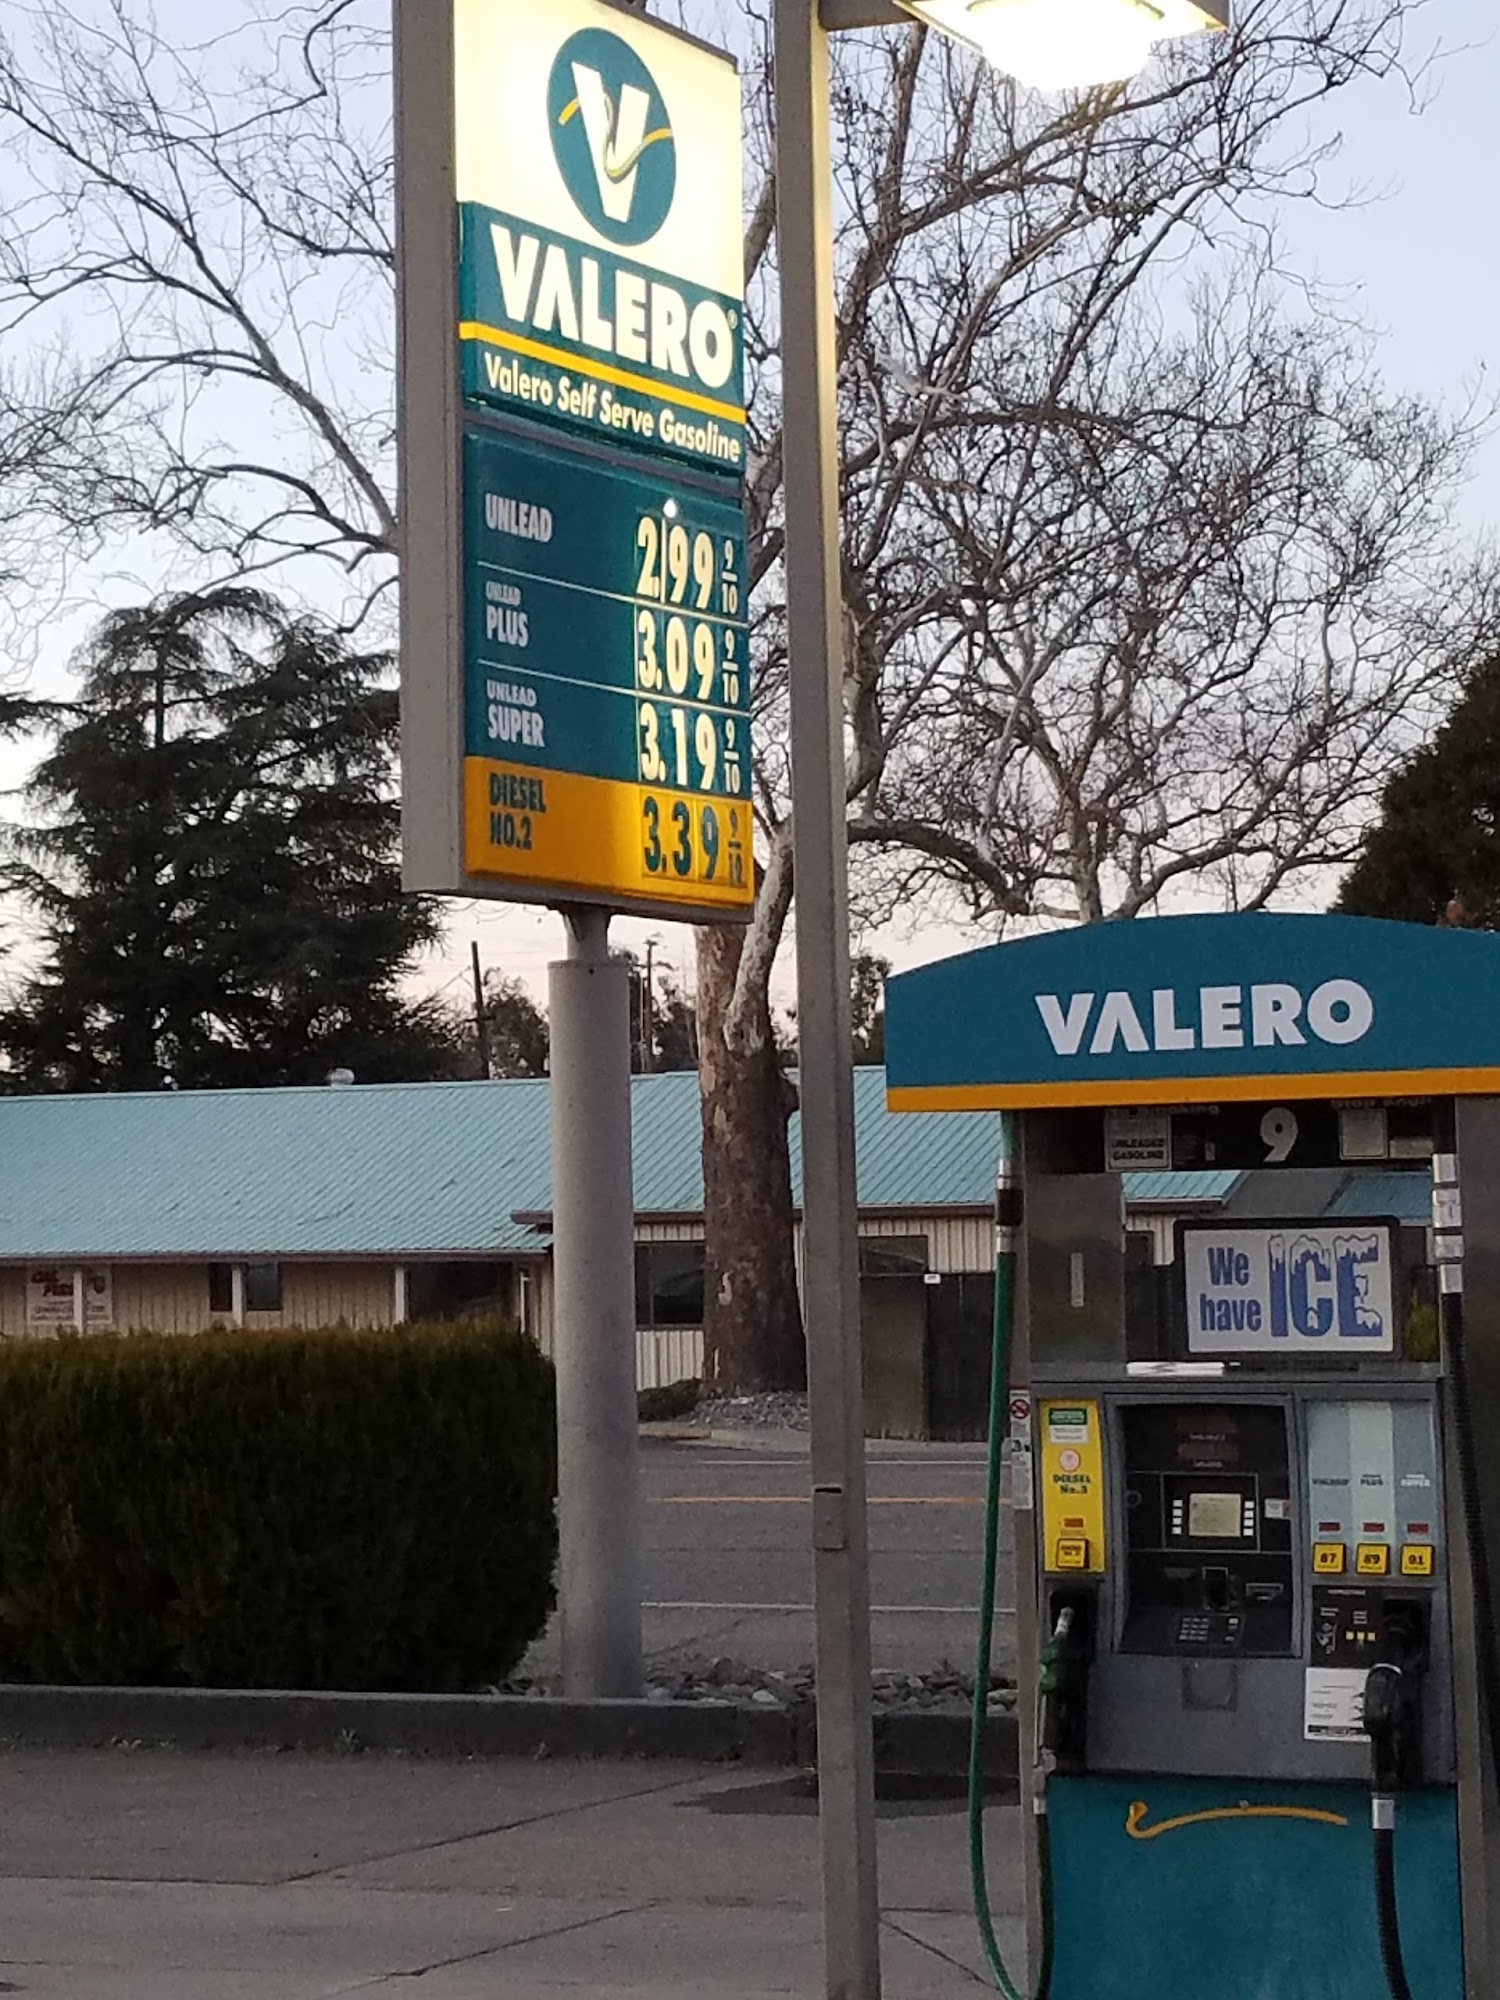 V
VALERO®
Valero Self Serve Gasoline
UNLEAD 2.99 9/10
UNLEAD PLUS 3.09 9/10
UNLEAD SUPER 3.19 9/10
DIESEL NO.2 3.39 9/10
VALERO
9
UNLEADED
GASOLINE
We have ICE
DIESEL
No.2
PLUS
87 89 91